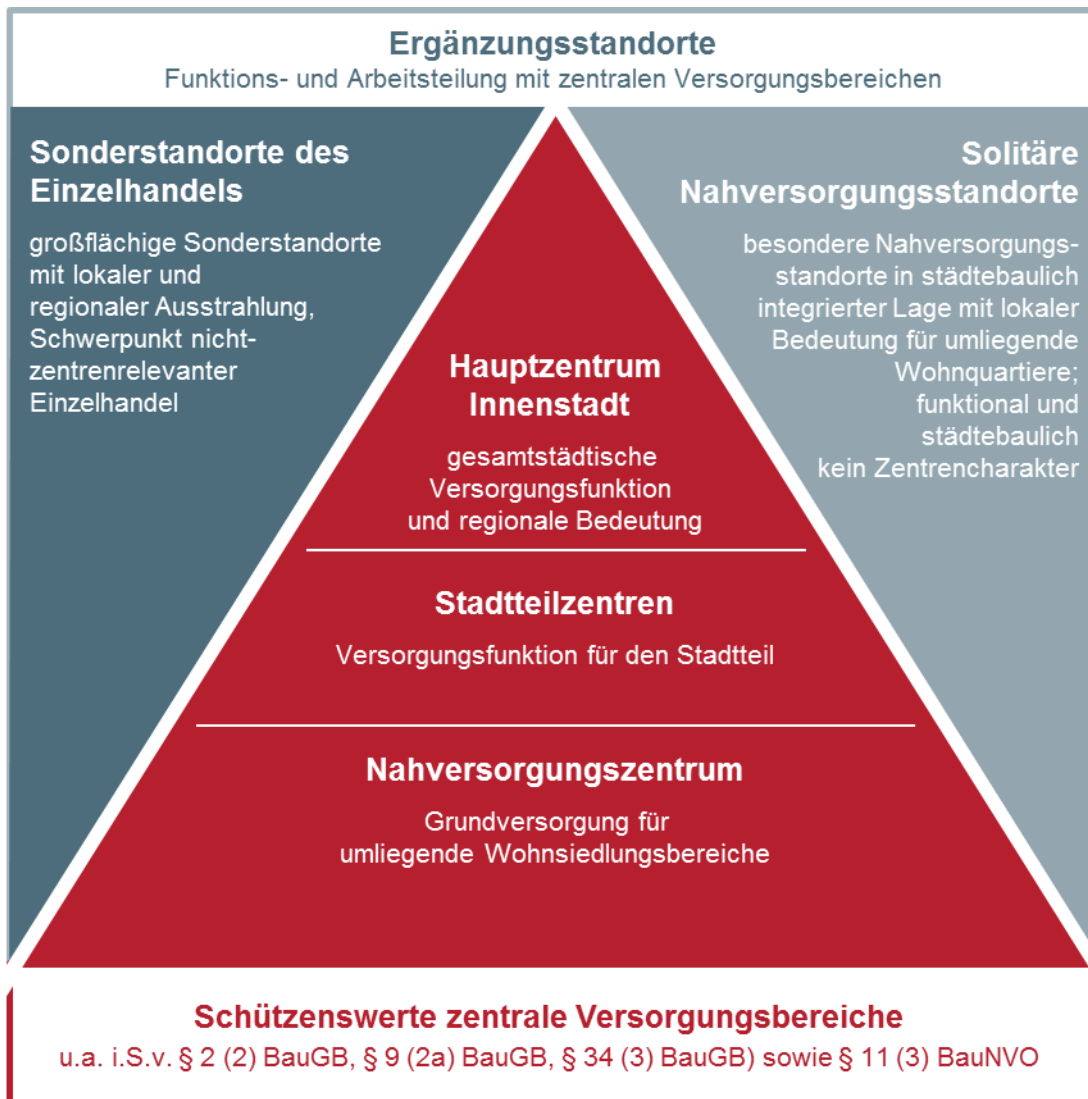 Ergänzungsstandorte
Funktions- und Arbeitsteilung mit zentralen Versorgungsbereichen
Sonderstandorte des
Einzelhandels
großflächige Sonderstandorte
mit lokaler und
regionaler Ausstrahlung,
Schwerpunkt nicht-
zentrenrelevanter
Einzelhandel
Solitäre
Nahversorgungsstandorte
besondere Nahversorgungs-
standorte in städtebaulich
integrierter Lage mit lokaler
Bedeutung für umliegende
Wohnquartiere;
funktional und
städtebaulich
kein Zentrencharakter
Hauptzentrum
Innenstadt
gesamtstädtische
Versorgungsfunktion
und regionale Bedeutung
Stadtteilzentren
Versorgungsfunktion für den Stadtteil
Nahversorgungszentrum
Grundversorgung für
umliegende Wohnsiedlungsbereiche
Schützenswerte zentrale Versorgungsbereiche
u.a. i.S.v. § 2 (2) BauGB, § 9 (2a) BauGB, § 34 (3) BauGB) sowie § 11 (3) BauNVO